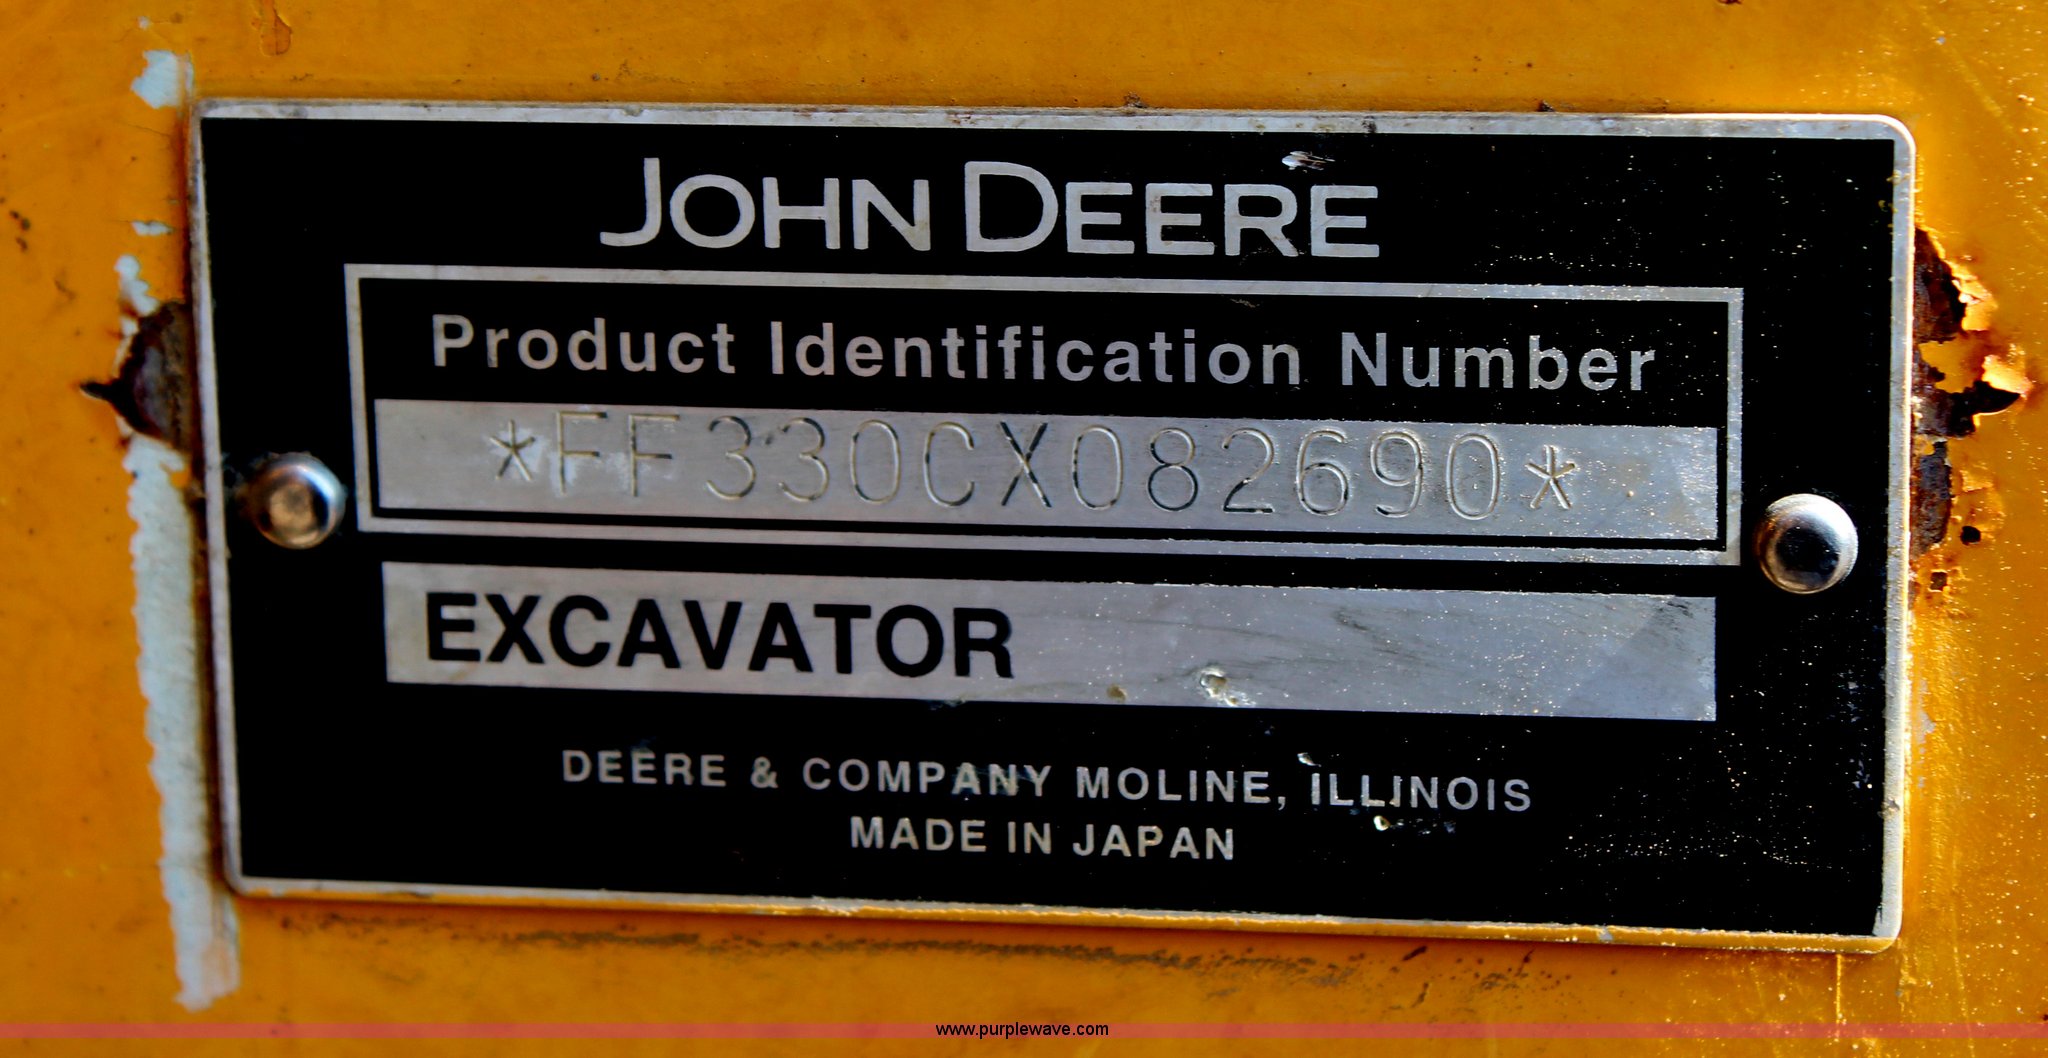 JOHN DEERE
Product Identification Number
*FF330CX082690*
EXCAVATOR
DEERE & COMPANY MOLINE, ILLINOIS
MADE IN JAPAN
www.purplewave.com